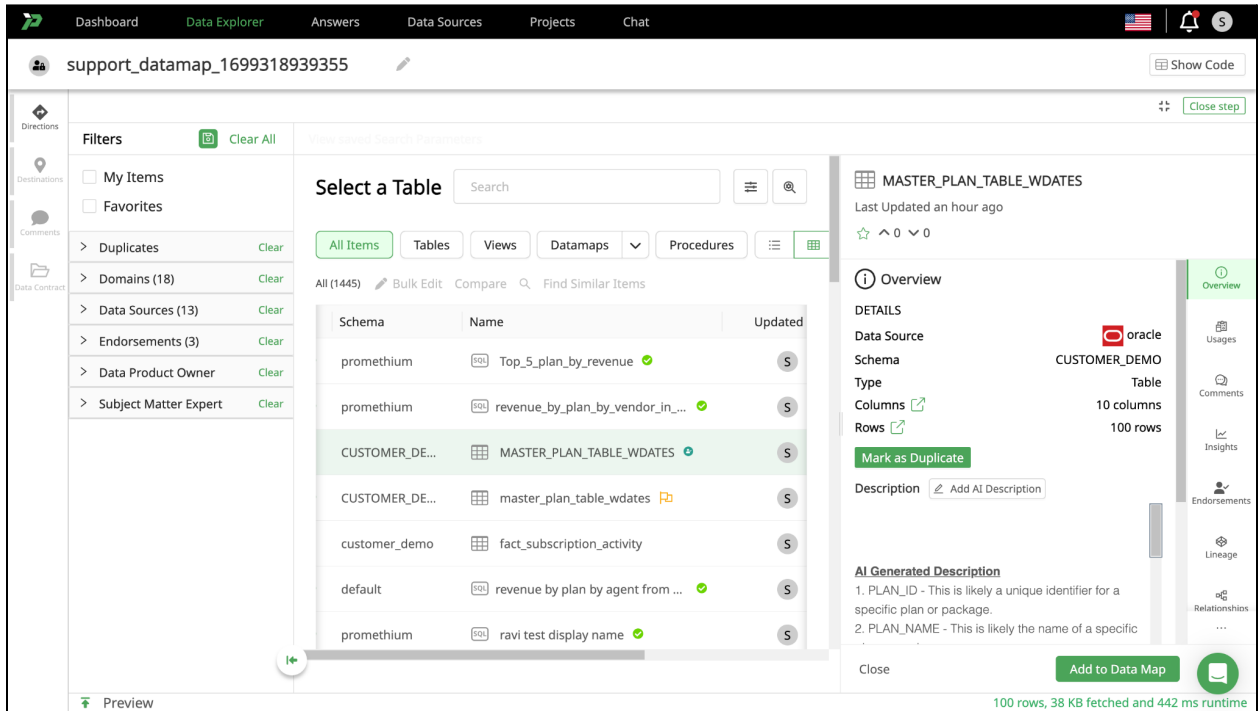 Dashboard Data Explorer Answers Data Sources Projects Chat S
support_datamap_1699318939355 Show Code
Directions
Destinations
Comments
Data Contract
Close step
Filters Clear All
View saved Search Parameters
My Items
Favorites
Duplicates Clear
Domains (18) Clear
Data Sources (13) Clear
Endorsements (3) Clear
Data Product Owner Clear
Subject Matter Expert Clear
Select a Table Search
All Items Tables Views Datamaps Procedures
All (1445) Bulk Edit Compare Find Similar Items
Schema Name Updated
promethium SQL Top_5_plan_by_revenue S
promethium SQL revenue_by_plan_by_vendor_in_... S
CUSTOMER_DE... MASTER_PLAN_TABLE_WDATES S
CUSTOMER_DE... master_plan_table_wdates S
customer_demo fact_subscription_activity S
default SQL revenue by plan by agent from ... S
promethium SQL ravi test display name S
MASTER_PLAN_TABLE_WDATES
Last Updated an hour ago
0 0
Overview
DETAILS
Data Source oracle
Schema CUSTOMER_DEMO
Type Table
Columns 10 columns
Rows 100 rows
Mark as Duplicate
Description Add AI Description
AI Generated Description
1. PLAN_ID - This is likely a unique identifier for a
specific plan or package.
2. PLAN_NAME - This is likely the name of a specific
Close Add to Data Map
Overview
Usages
Comments
Insights
Endorsements
Lineage
Relationships
...
Preview 100 rows, 38 KB fetched and 442 ms runtime